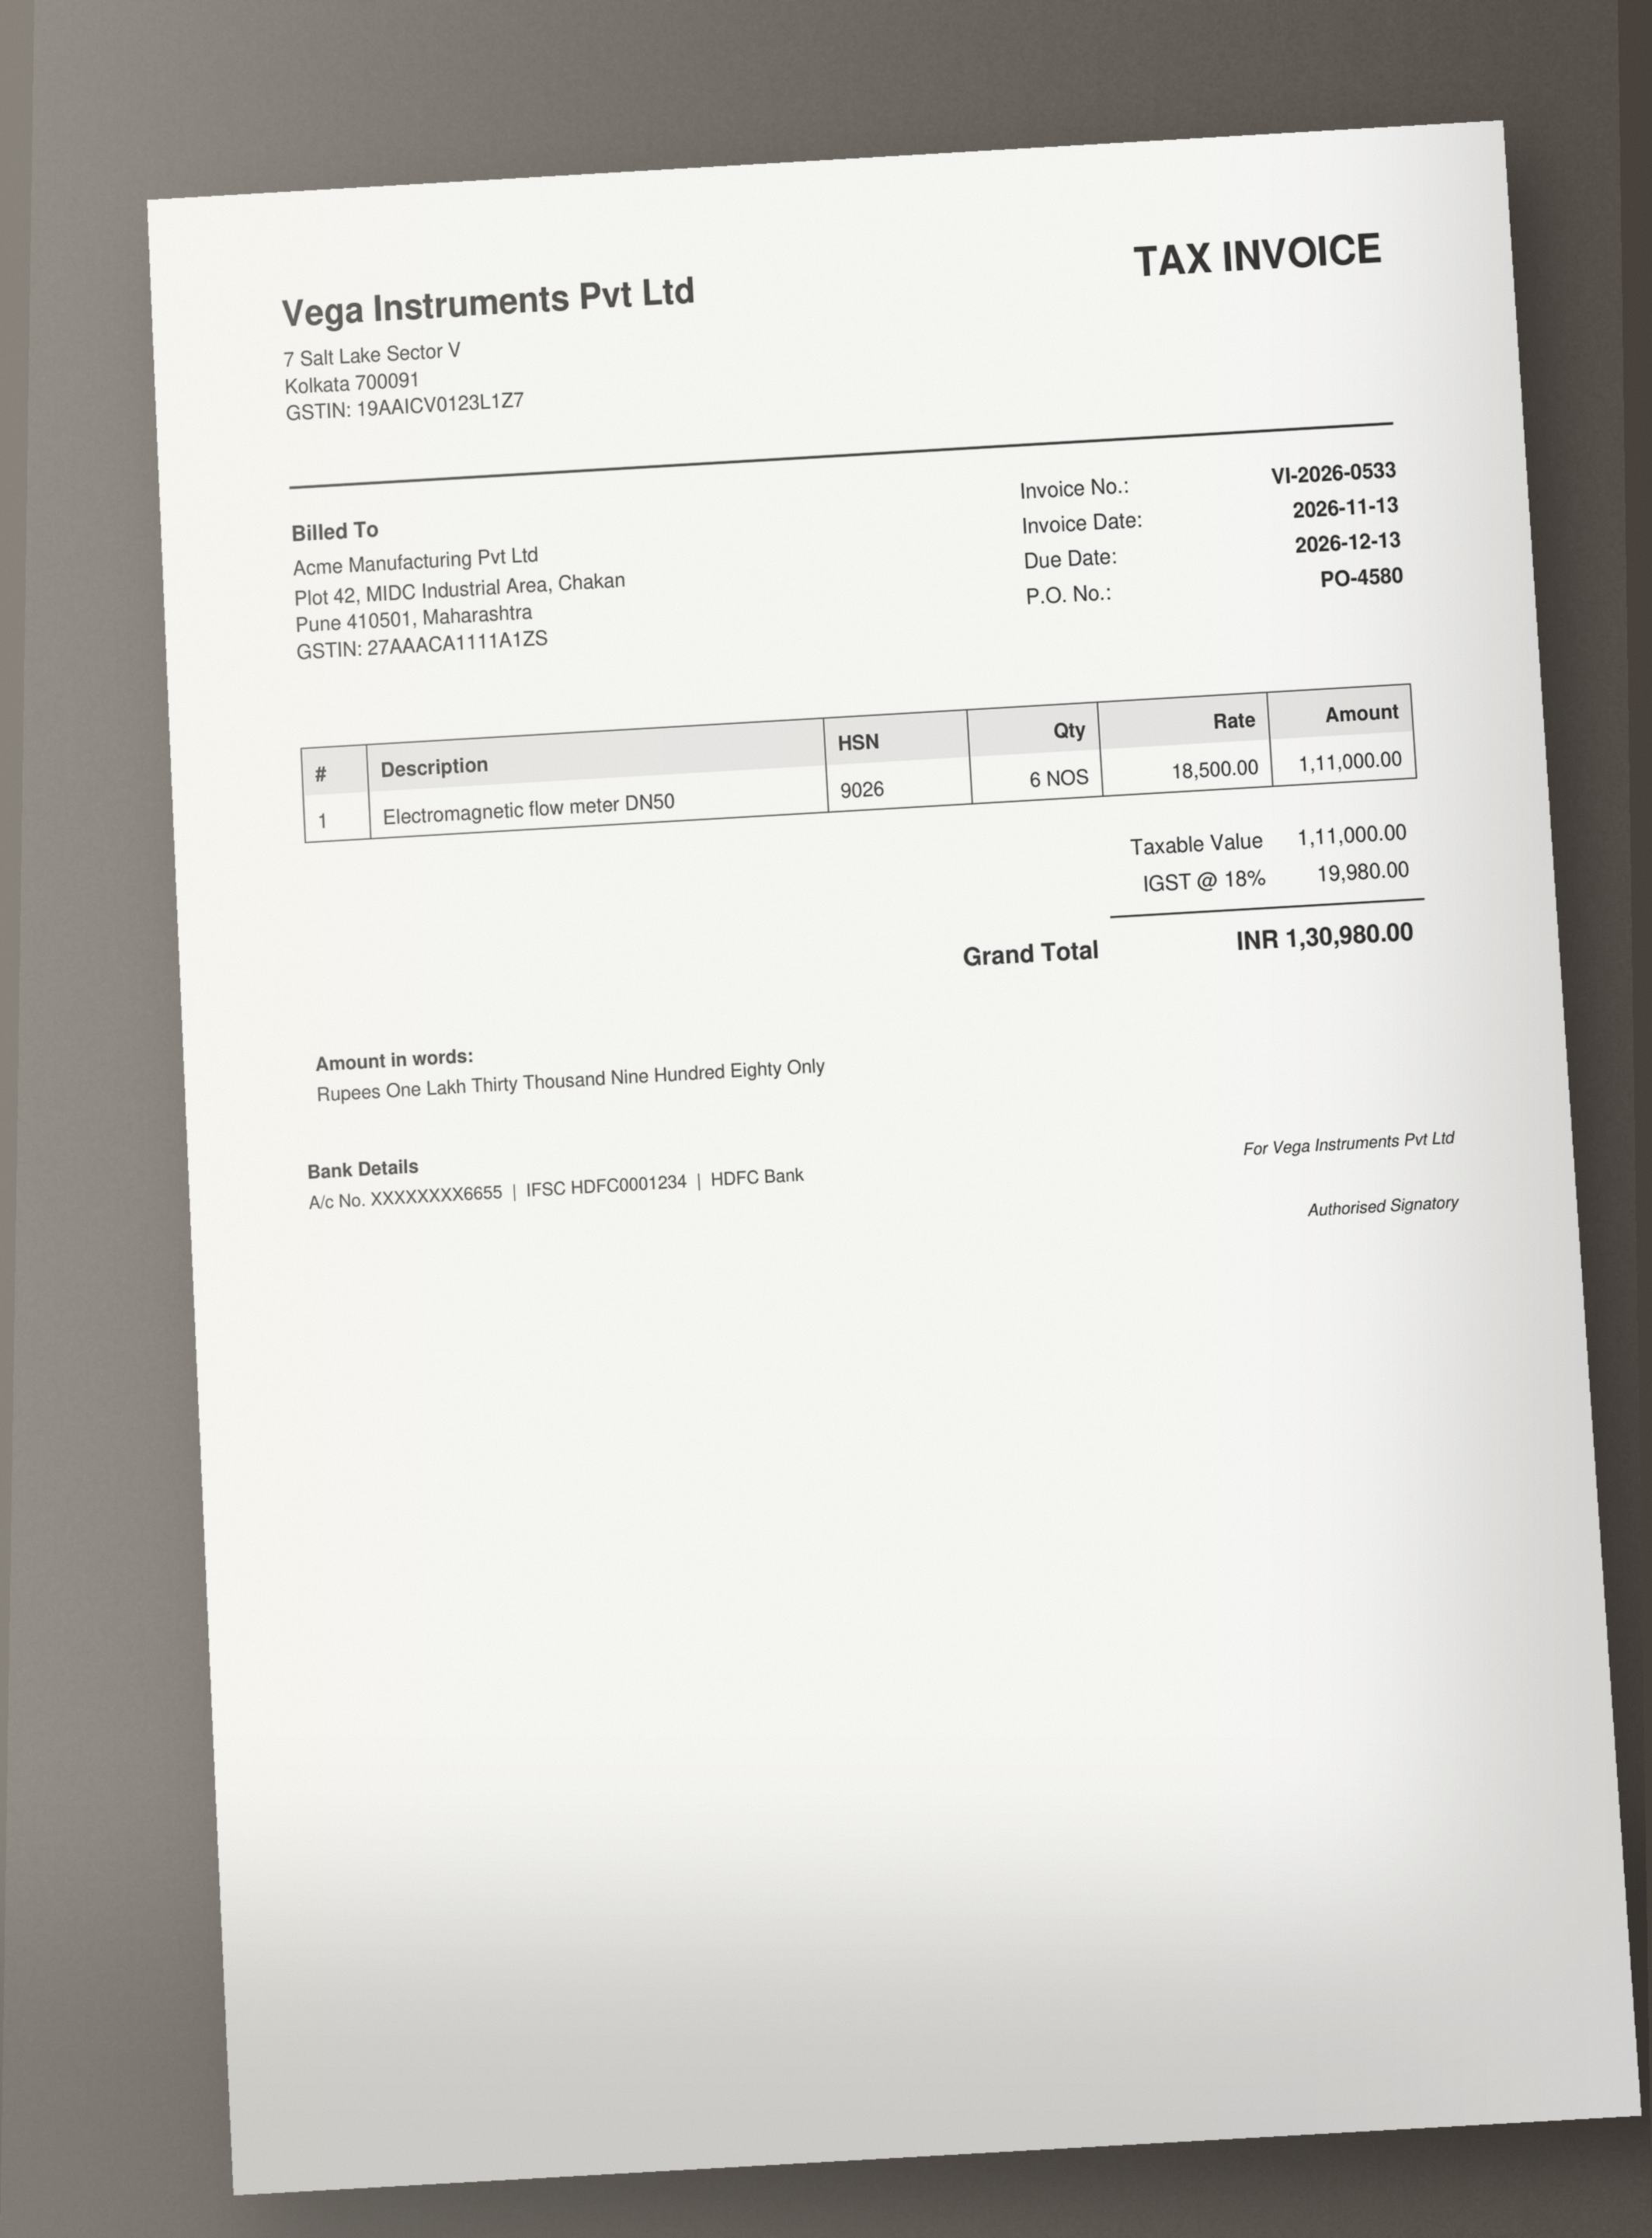 TAX INVOICE
Vega Instruments Pvt Ltd
7 Salt Lake Sector V
Kolkata 700091
GSTIN: 19AAICV0123L1Z7
Billed To
Acme Manufacturing Pvt Ltd
Plot 42, MIDC Industrial Area, Chakan
Pune 410501, Maharashtra
GSTIN: 27AAACA1111A1ZS
Invoice No.: VI-2026-0533
Invoice Date: 2026-11-13
Due Date: 2026-12-13
P.O. No.: PO-4580
# Description HSN Qty Rate Amount
1 Electromagnetic flow meter DN50 9026 6 NOS 18,500.00 1,11,000.00
Taxable Value 1,11,000.00
IGST @ 18% 19,980.00
Grand Total INR 1,30,980.00
Amount in words:
Rupees One Lakh Thirty Thousand Nine Hundred Eighty Only
Bank Details
A/c No. XXXXXXXX6655 | IFSC HDFC0001234 | HDFC Bank
For Vega Instruments Pvt Ltd
Authorised Signatory